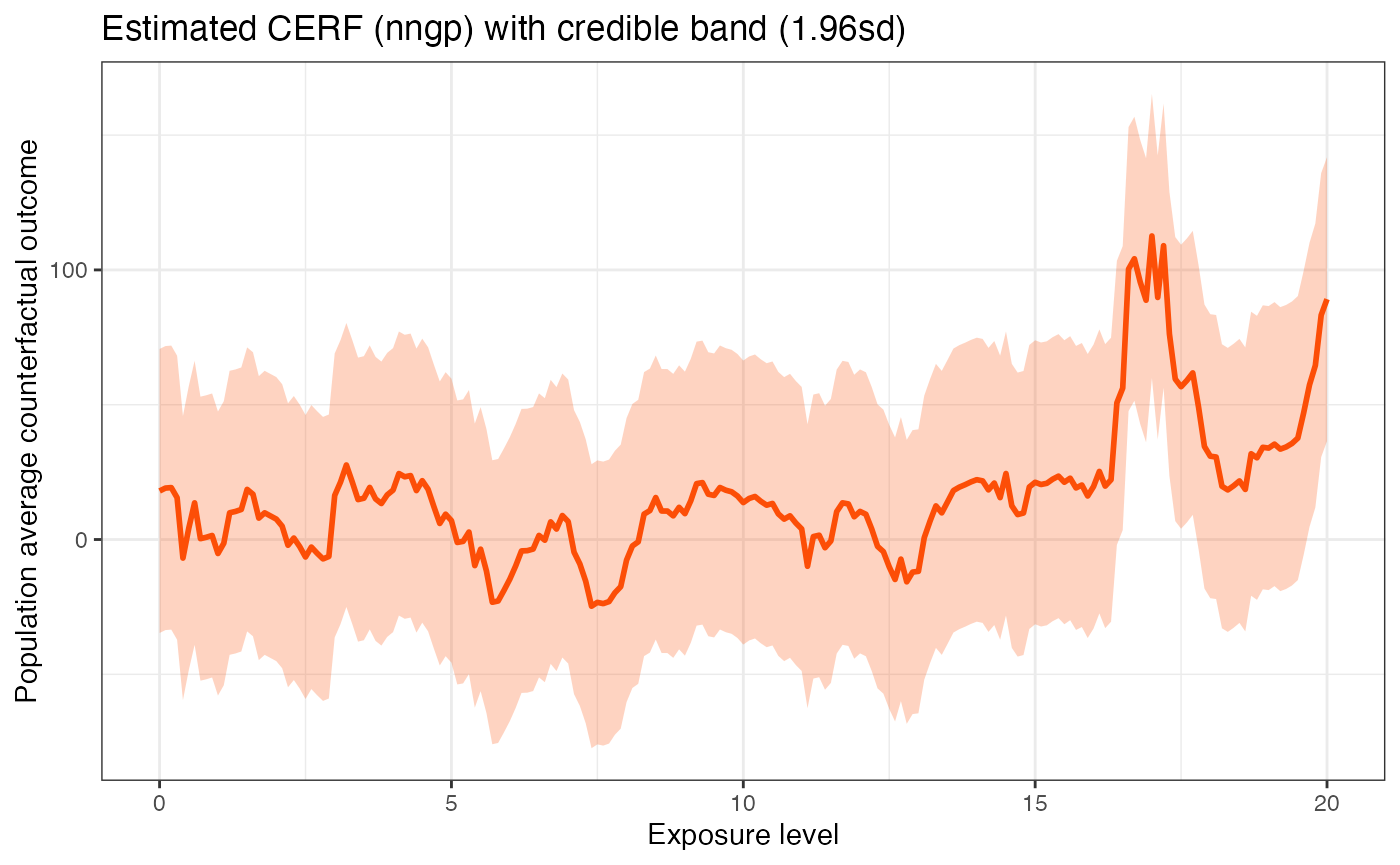 Estimated CERF (nngp) with credible band (1.96sd)
Population average counterfactual outcome
100
0
0 5 10 15 20
Exposure level